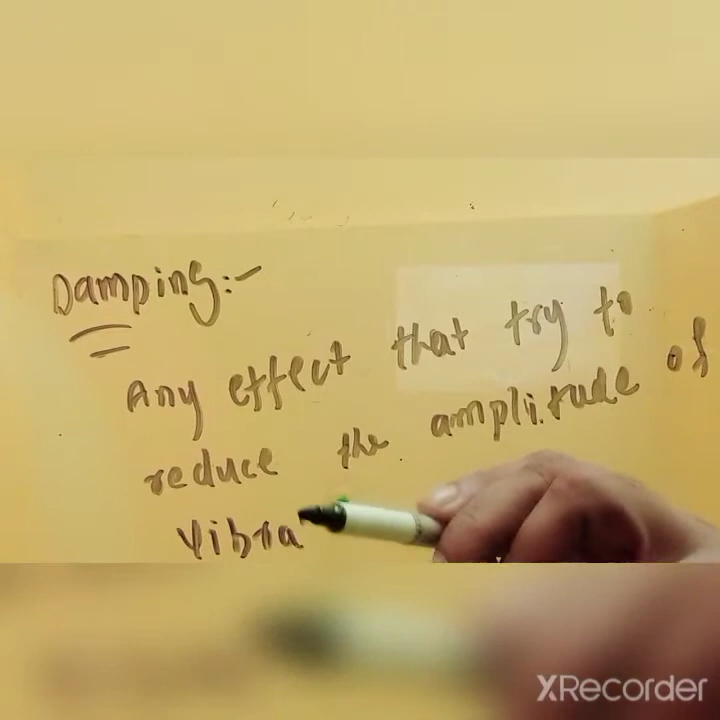 Damping:-
Any effect that try to
reduce the amplitude of
vibra
XRecorder